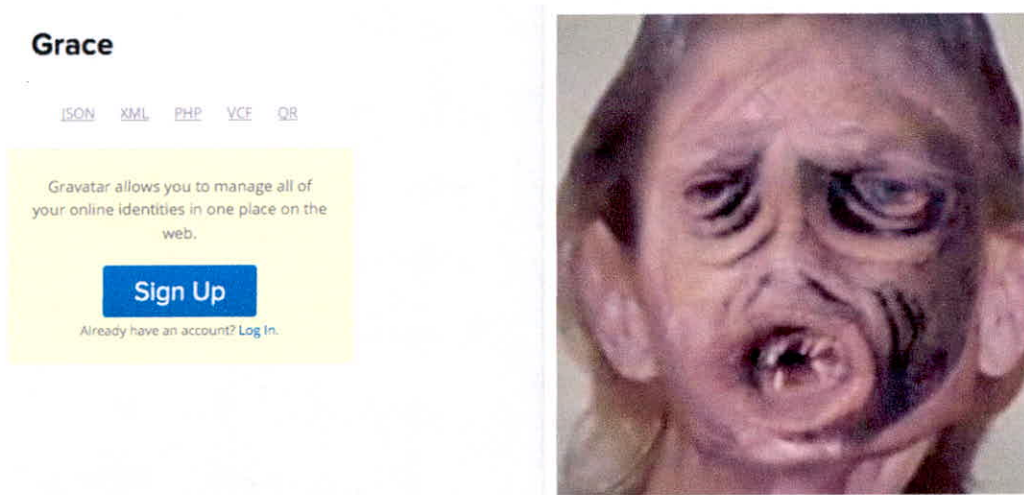 Grace
JSON XML PHP VCF QR
Gravatar allows you to manage all of
your online identities in one place on the
web.
Sign Up
Already have an account? Log In.